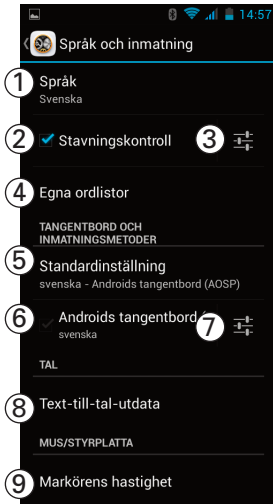 14:57
Språk och inmatning
1 Språk
Svenska
2 Stavningskontroll 3
4 Egna ordlistor
TANGENTBORD OCH
INMATNINGSMETODER
5 Standardinställning
svenska - Androids tangentbord (AOSP)
6 Androids tangentbord
svenska 7
TAL
8 Text-till-tal-utdata
MUS/STYRPLATTA
9 Markörens hastighet